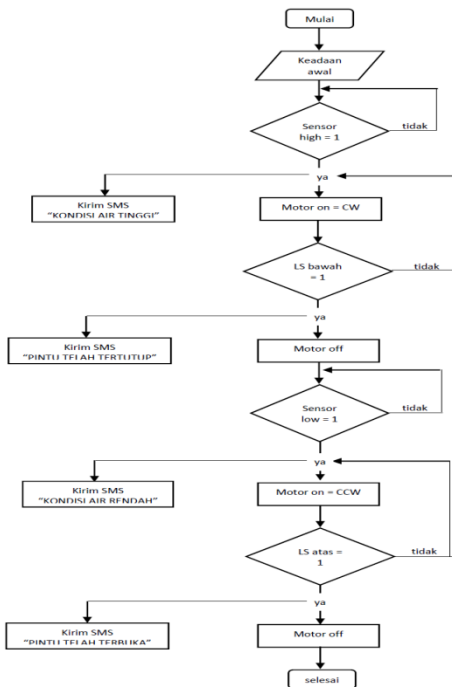 Mulai
Keadaan
awal
Sensor
high = 1
tidak
ya
Kirim SMS
“KONDISI AIR TINGGI”
Motor on = CW
LS bawah
= 1
tidak
ya
Kirim SMS
“PINTU TELAH TERTUTUP”
Motor off
Sensor
low = 1
tidak
ya
Kirim SMS
“KONDISI AIR RENDAH”
Motor on = CCW
LS atas =
1
tidak
ya
Kirim SMS
“PINTU TELAH TERBUKA”
Motor off
selesai